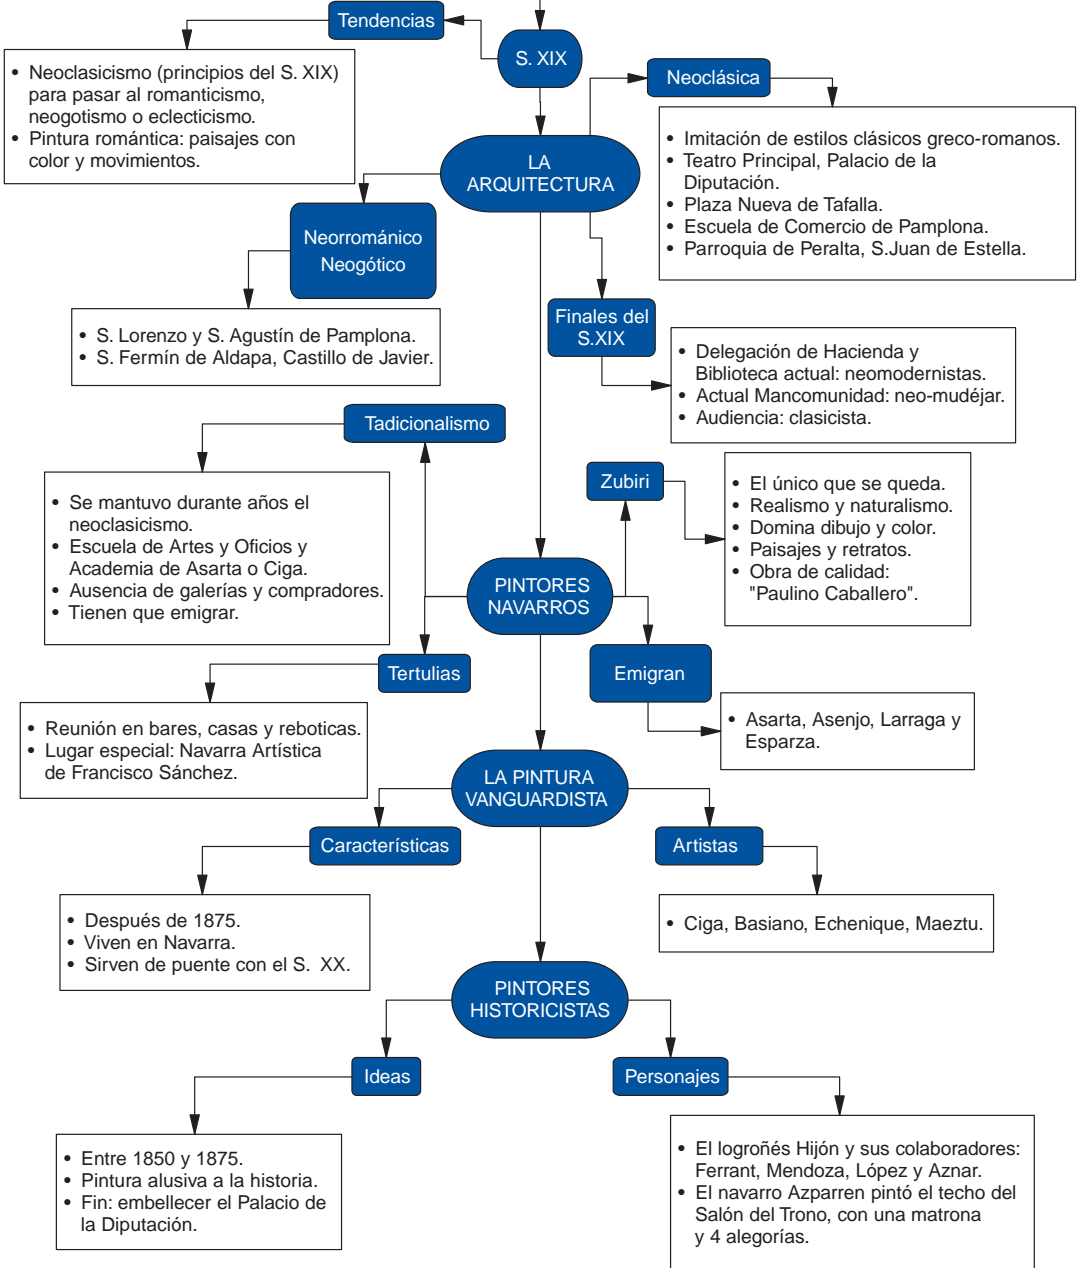 Tendencias
S. XIX
• Neoclasicismo (principios del S. XIX)
para pasar al romanticismo,
neogotismo o eclecticismo.
• Pintura romántica: paisajes con
color y movimientos.
Neoclásica
• Imitación de estilos clásicos greco-romanos.
• Teatro Principal, Palacio de la
Diputación.
• Plaza Nueva de Tafalla.
• Escuela de Comercio de Pamplona.
• Parroquia de Peralta, S.Juan de Estella.
LA
ARQUITECTURA
Neorrománico
Neogótico
• S. Lorenzo y S. Agustín de Pamplona.
• S. Fermín de Aldapa, Castillo de Javier.
Finales del
S.XIX
• Delegación de Hacienda y
Biblioteca actual: neomodernistas.
• Actual Mancomunidad: neo-mudéjar.
• Audiencia: clasicista.
Tadicionalismo
• Se mantuvo durante años el
neoclasicismo.
• Escuela de Artes y Oficios y
Academia de Asarta o Ciga.
• Ausencia de galerías y compradores.
• Tienen que emigrar.
Zubiri
• El único que se queda.
• Realismo y naturalismo.
• Domina dibujo y color.
• Paisajes y retratos.
• Obra de calidad:
"Paulino Caballero".
PINTORES
NAVARROS
Tertulias
• Reunión en bares, casas y reboticas.
• Lugar especial: Navarra Artística
de Francisco Sánchez.
Emigran
• Asarta, Asenjo, Larraga y
Esparza.
LA PINTURA
VANGUARDISTA
Características
• Después de 1875.
• Viven en Navarra.
• Sirven de puente con el S. XX.
Artistas
• Ciga, Basiano, Echenique, Maeztu.
PINTORES
HISTORICISTAS
Ideas
• Entre 1850 y 1875.
• Pintura alusiva a la historia.
• Fin: embellecer el Palacio de
la Diputación.
Personajes
• El logroñés Hijón y sus colaboradores:
Ferrant, Mendoza, López y Aznar.
• El navarro Azparren pintó el techo del
Salón del Trono, con una matrona
y 4 alegorías.